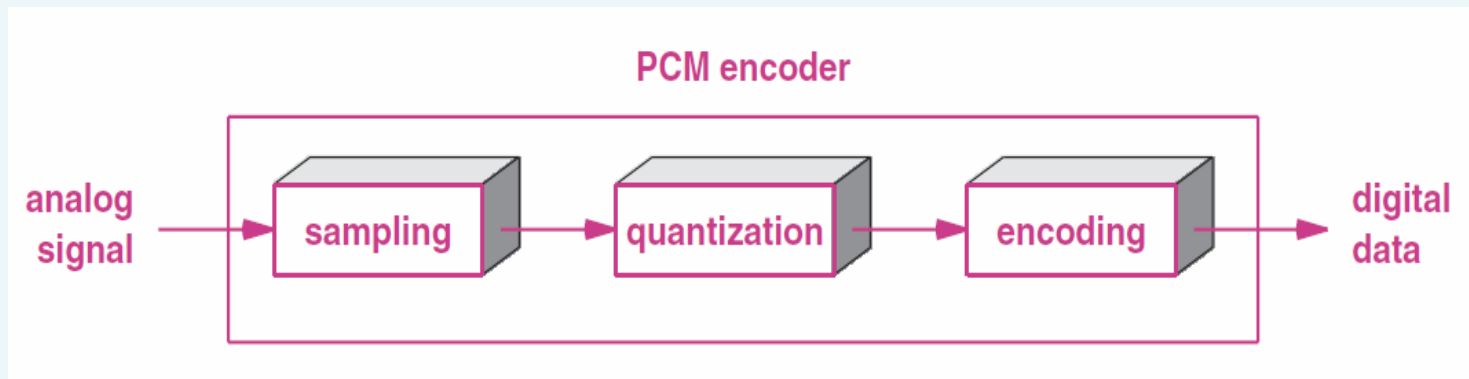 PCM encoder
analog
signal
sampling
quantization
encoding
digital
data